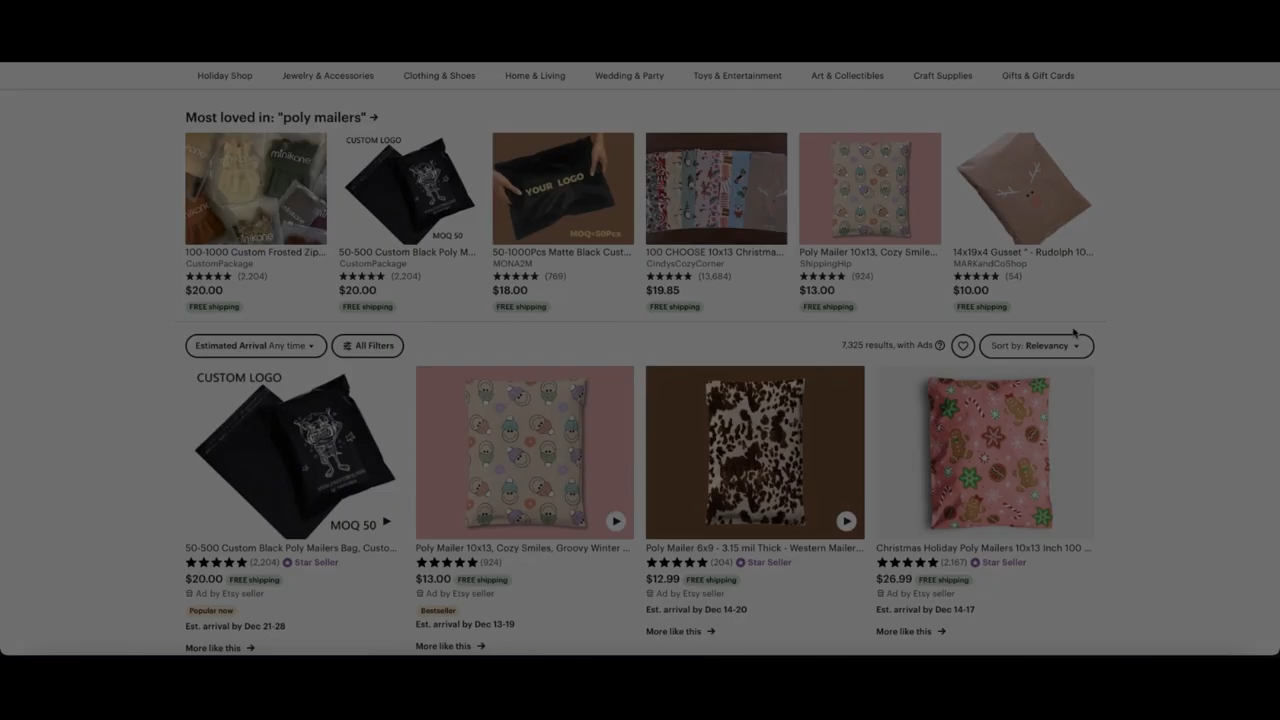 Holiday Shop Jewelry & Accessories Clothing & Shoes Home & Living Wedding & Party Toys & Entertainment Art & Collectibles Craft Supplies Gifts & Gift Cards
Most loved in: "poly mailers" →
minikone
CUSTOM LOGO
MOQ 50
YOUR LOGO
MOQ=50Pcs
100-1000 Custom Frosted Zip... 50-500 Custom Black Poly M... 50-1000Pcs Matte Black Cust... 100 CHOOSE 10x13 Christma... Poly Mailer 10x13, Cozy Smile... 14x19x4 Gusset " - Rudolph 10...
CustomPackage CustomPackage MONA2M CindysCozyCorner ShippingHip MARKandCoShop
★★★★★ (2,204) ★★★★★ (2,204) ★★★★★ (769) ★★★★★ (13,684) ★★★★★ (924) ★★★★★ (54)
$20.00 $20.00 $18.00 $19.85 $13.00 $10.00
FREE shipping FREE shipping FREE shipping FREE shipping FREE shipping FREE shipping
Estimated Arrival Any time All Filters 7,325 results, with Ads ? Sort by: Relevancy
CUSTOM LOGO
MOQ 50
50-500 Custom Black Poly Mailers Bag, Custo... Poly Mailer 10x13, Cozy Smiles, Groovy Winter ... Poly Mailer 6x9 - 3.15 mil Thick - Western Mailer... Christmas Holiday Poly Mailers 10x13 Inch 100 ...
★★★★★ (2,204) Star Seller ★★★★★ (924) ★★★★★ (204) Star Seller ★★★★★ (2,167) Star Seller
$20.00 FREE shipping $13.00 FREE shipping $12.99 FREE shipping $26.99 FREE shipping
Ad by Etsy seller Ad by Etsy seller Ad by Etsy seller Ad by Etsy seller
Popular now Bestseller Est. arrival by Dec 14-20 Est. arrival by Dec 14-17
Est. arrival by Dec 21-28 Est. arrival by Dec 13-19
More like this → More like this → More like this → More like this →